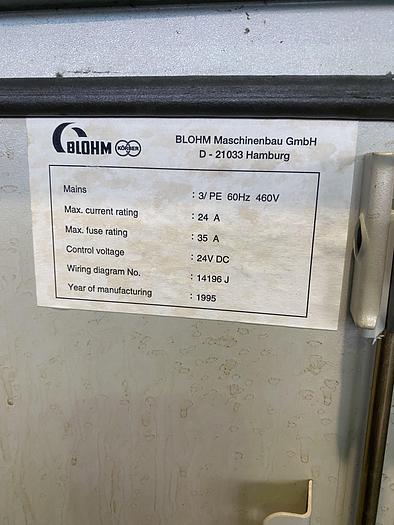 BLOHM KÖRBER
BLOHM Maschinenbau GmbH
D - 21033 Hamburg
Mains : 3/ PE 60Hz 460V
Max. current rating : 24 A
Max. fuse rating : 35 A
Control voltage : 24V DC
Wiring diagram No. : 14196 J
Year of manufacturing : 1995